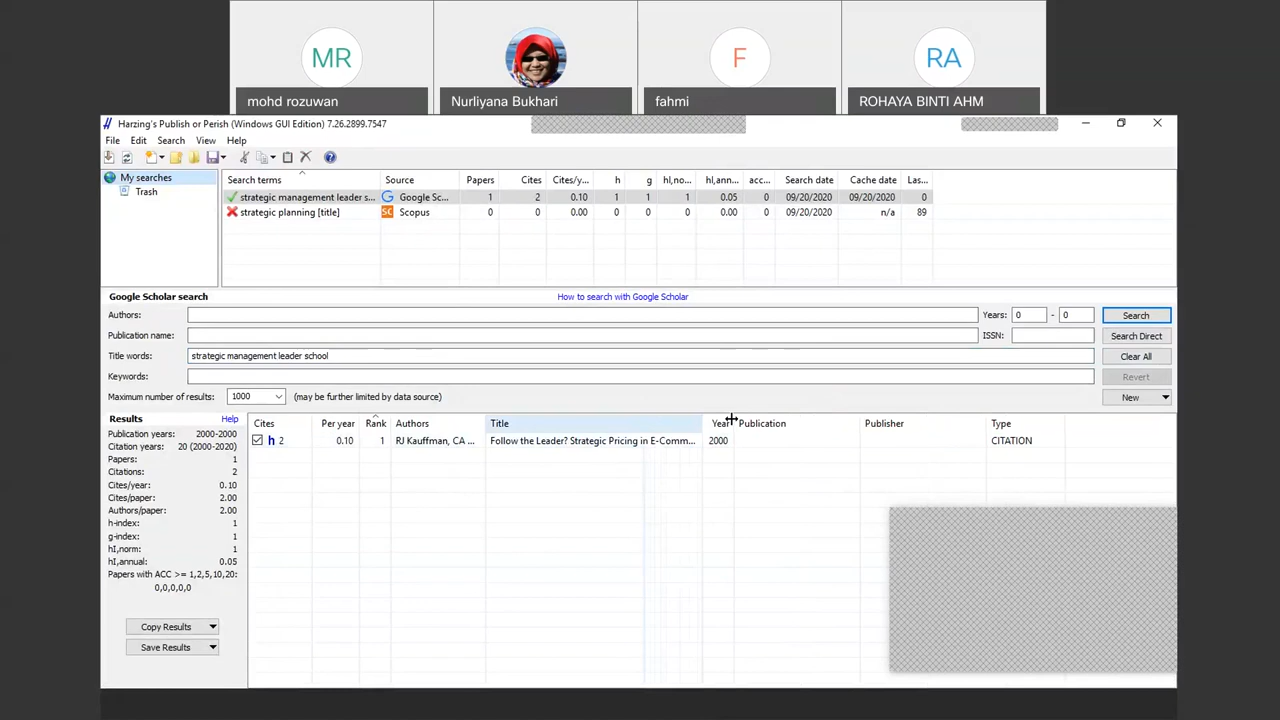 MR
F
RA
mohd rozuwan
Nurliyana Bukhari
fahmi
ROHAYA BINTI AHM
Harzing's Publish or Perish (Windows GUI Edition) 7.26.2899.7547
File Edit Search View Help
My searches
Trash
Search terms Source Papers Cites Cites/y... h g hI,no... hI,ann... acc... Search date Cache date Las...
strategic management leader s... Google Sc... 1 2 0.10 1 1 1 0.05 0 09/20/2020 09/20/2020 0
strategic planning [title] SC Scopus 0 0 0.00 0 0 0 0.00 0 09/20/2020 n/a 89
Google Scholar search
How to search with Google Scholar
Authors: Years: 0 - 0 Search
Publication name: ISSN: Search Direct
Title words: strategic management leader school Clear All
Keywords: Revert
Maximum number of results: 1000 (may be further limited by data source) New
Results Help
Publication years: 2000-2000
Citation years: 20 (2000-2020)
Papers: 1
Citations: 2
Cites/year: 0.10
Cites/paper: 2.00
Authors/paper: 2.00
h-index: 1
g-index: 1
hI,norm: 1
hI,annual: 0.05
Papers with ACC >= 1,2,5,10,20:
0,0,0,0,0
Copy Results
Save Results
Cites Per year Rank Authors Title Year Publication Publisher Type
h 2 0.10 1 RJ Kauffman, CA ... Follow the Leader? Strategic Pricing in E-Comm... 2000 CITATION